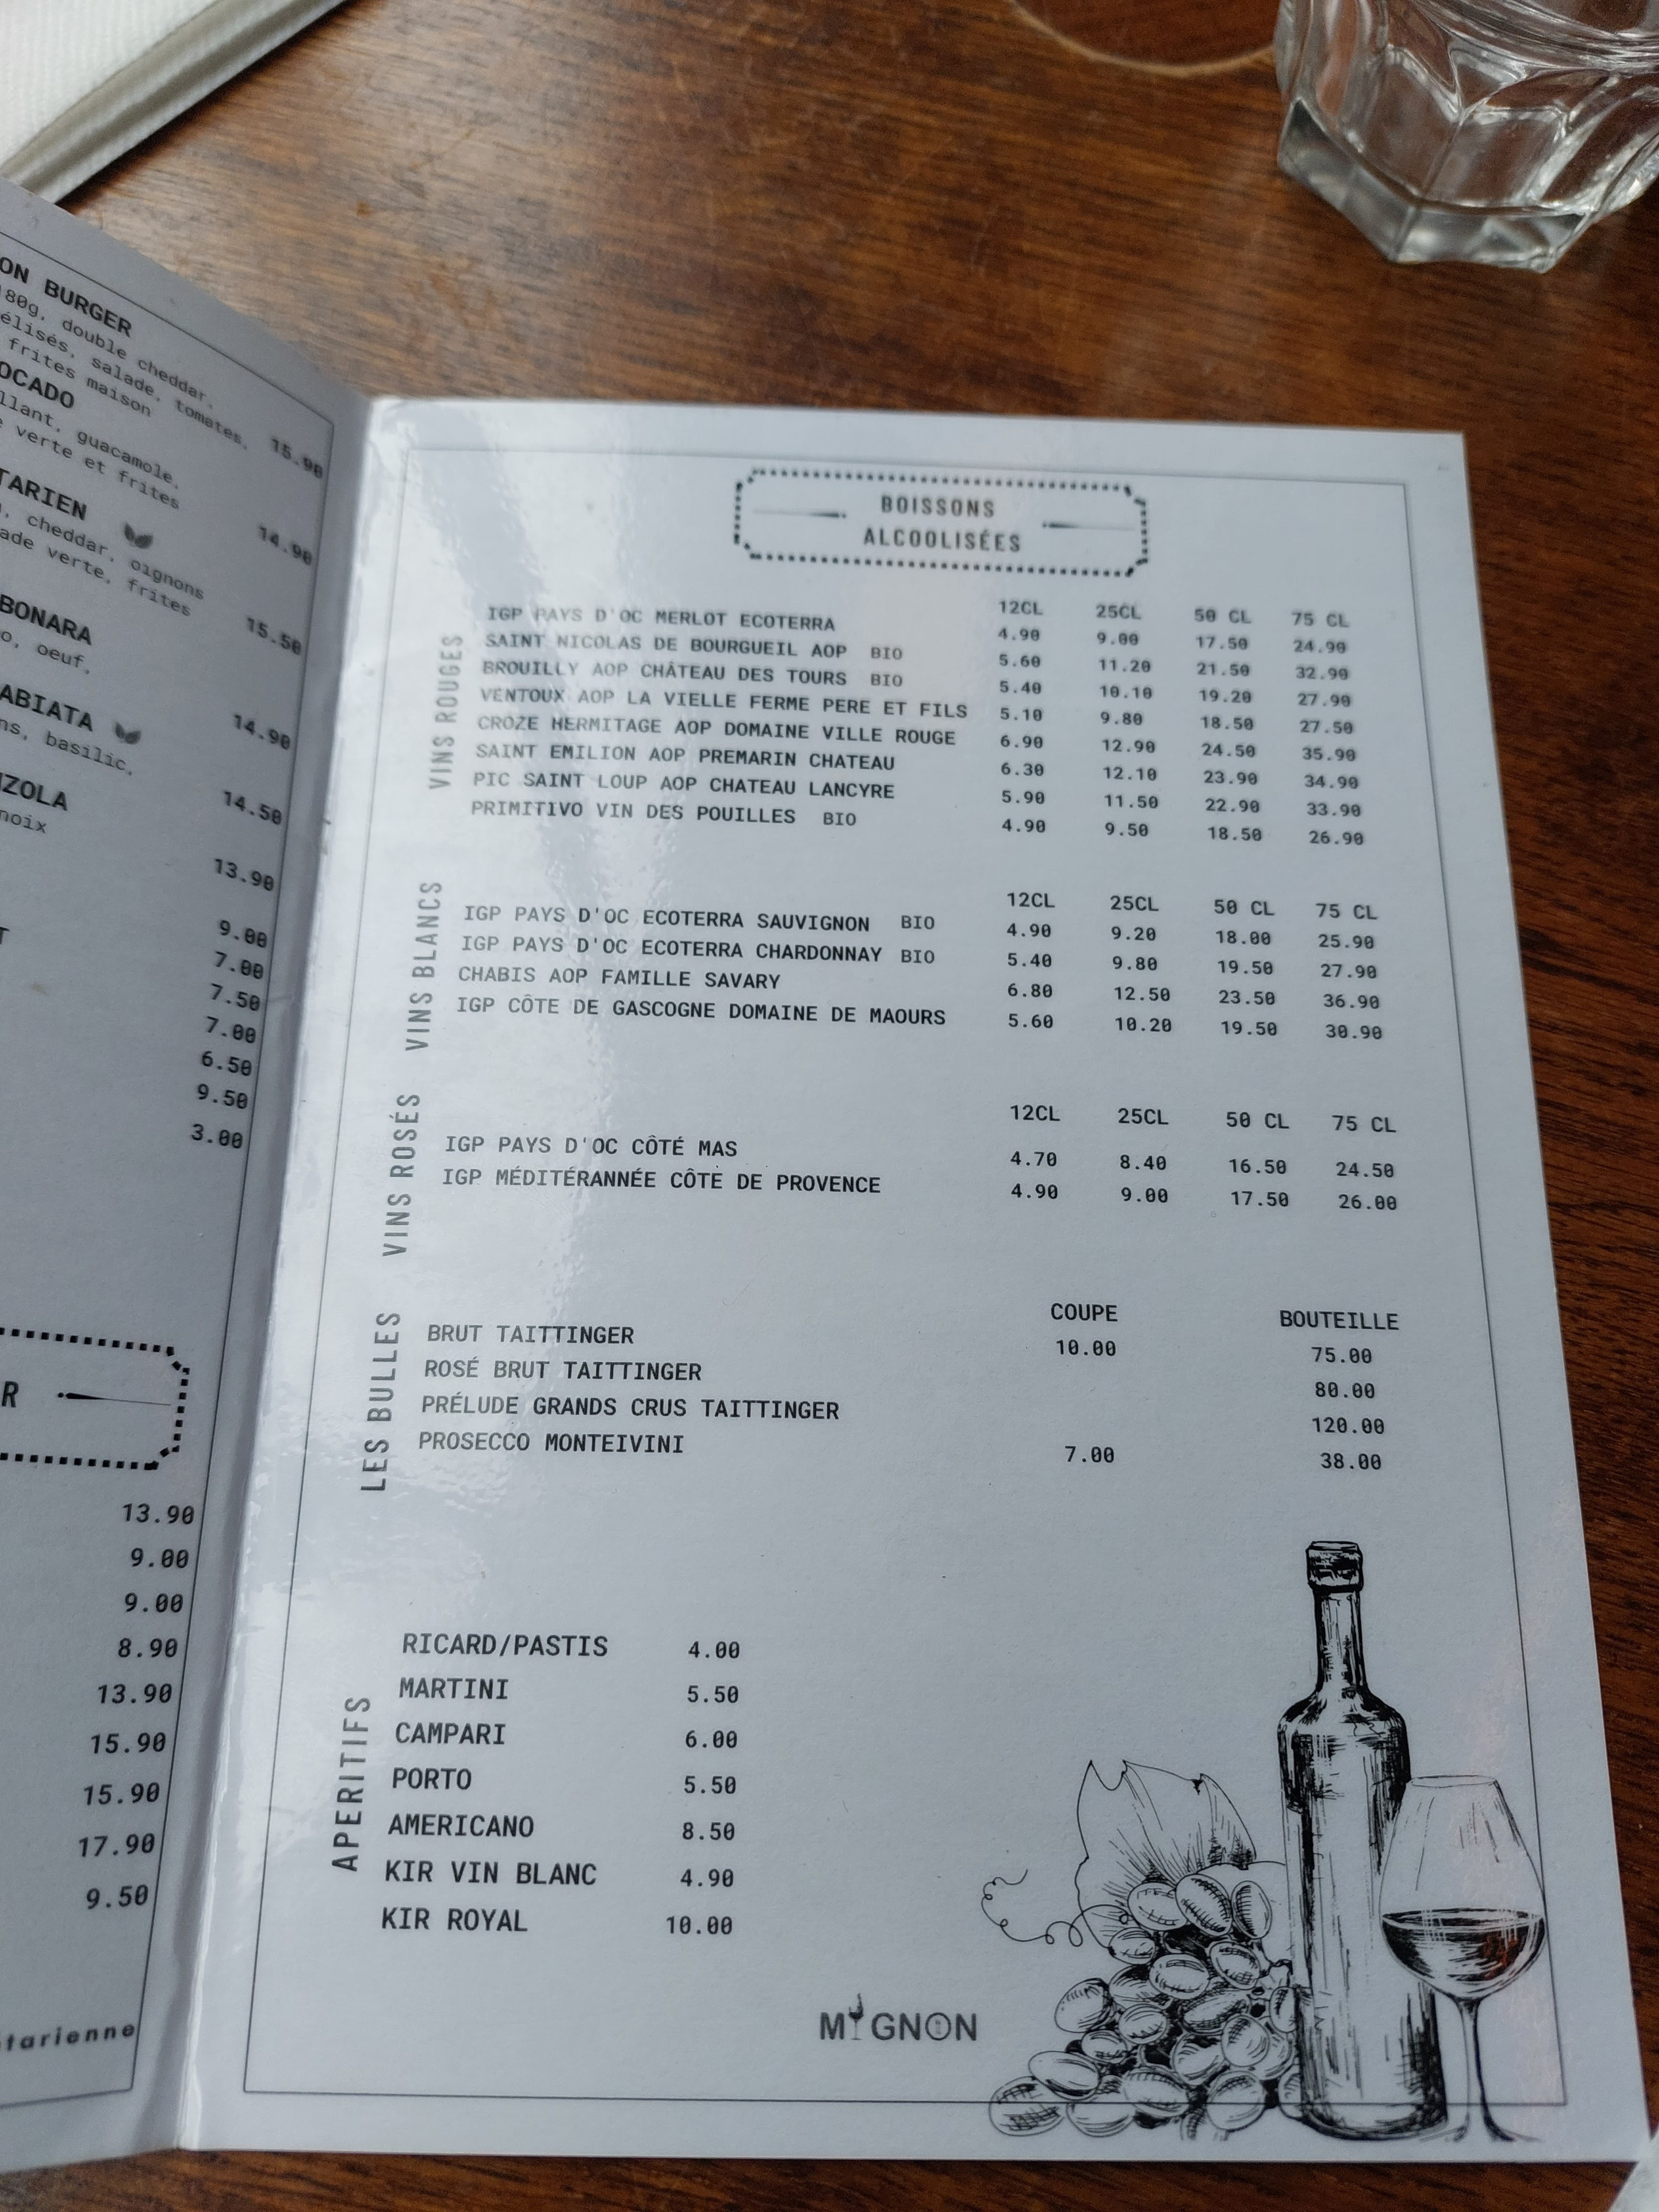 ON BURGER
180g, double cheddar,
élisés, salade, tomates,
frites maison 15.90
OCADO
llant, guacamole,
verte et frites 14.90
TARIEN
, cheddar, oignons
ade verte, frites 15.50
BONARA
o, oeuf, 14.90
ABIATA
ns, basilic, 14.50
ZOLA
noix 13.90
9.00
T 7.00
7.50
7.00
6.50
9.50
3.00
R
13.90
9.00
9.00
8.90
13.90
15.90
15.90
17.90
9.50
tarienne
BOISSONS
ALCOOLISÉES
VINS ROUGES
12CL 25CL 50 CL 75 CL
IGP PAYS D'OC MERLOT ECOTERRA 4.90 9.00 17.50 24.90
SAINT NICOLAS DE BOURGUEIL AOP BIO 5.60 11.20 21.50 32.90
BROUILLY AOP CHÂTEAU DES TOURS BIO 5.40 10.10 19.20 27.90
VENTOUX AOP LA VIELLE FERME PERE ET FILS 5.10 9.80 18.50 27.50
CROZE HERMITAGE AOP DOMAINE VILLE ROUGE 6.90 12.90 24.50 35.90
SAINT EMILION AOP PREMARIN CHATEAU 6.30 12.10 23.90 34.90
PIC SAINT LOUP AOP CHATEAU LANCYRE 5.90 11.50 22.90 33.90
PRIMITIVO VIN DES POUILLES BIO 4.90 9.50 18.50 26.90
VINS BLANCS
12CL 25CL 50 CL 75 CL
IGP PAYS D'OC ECOTERRA SAUVIGNON BIO 4.90 9.20 18.00 25.90
IGP PAYS D'OC ECOTERRA CHARDONNAY BIO 5.40 9.80 19.50 27.90
CHABIS AOP FAMILLE SAVARY 6.80 12.50 23.50 36.90
IGP CÔTE DE GASCOGNE DOMAINE DE MAOURS 5.60 10.20 19.50 30.90
VINS ROSÉS
12CL 25CL 50 CL 75 CL
IGP PAYS D'OC CÔTÉ MAS 4.70 8.40 16.50 24.50
IGP MÉDITÉRANNÉE CÔTE DE PROVENCE 4.90 9.00 17.50 26.00
LES BULLES
COUPE BOUTEILLE
BRUT TAITTINGER 10.00 75.00
ROSÉ BRUT TAITTINGER 80.00
PRÉLUDE GRANDS CRUS TAITTINGER 120.00
PROSECCO MONTEIVINI 7.00 38.00
APERITIFS
RICARD/PASTIS 4.00
MARTINI 5.50
CAMPARI 6.00
PORTO 5.50
AMERICANO 8.50
KIR VIN BLANC 4.90
KIR ROYAL 10.00
MIGNON